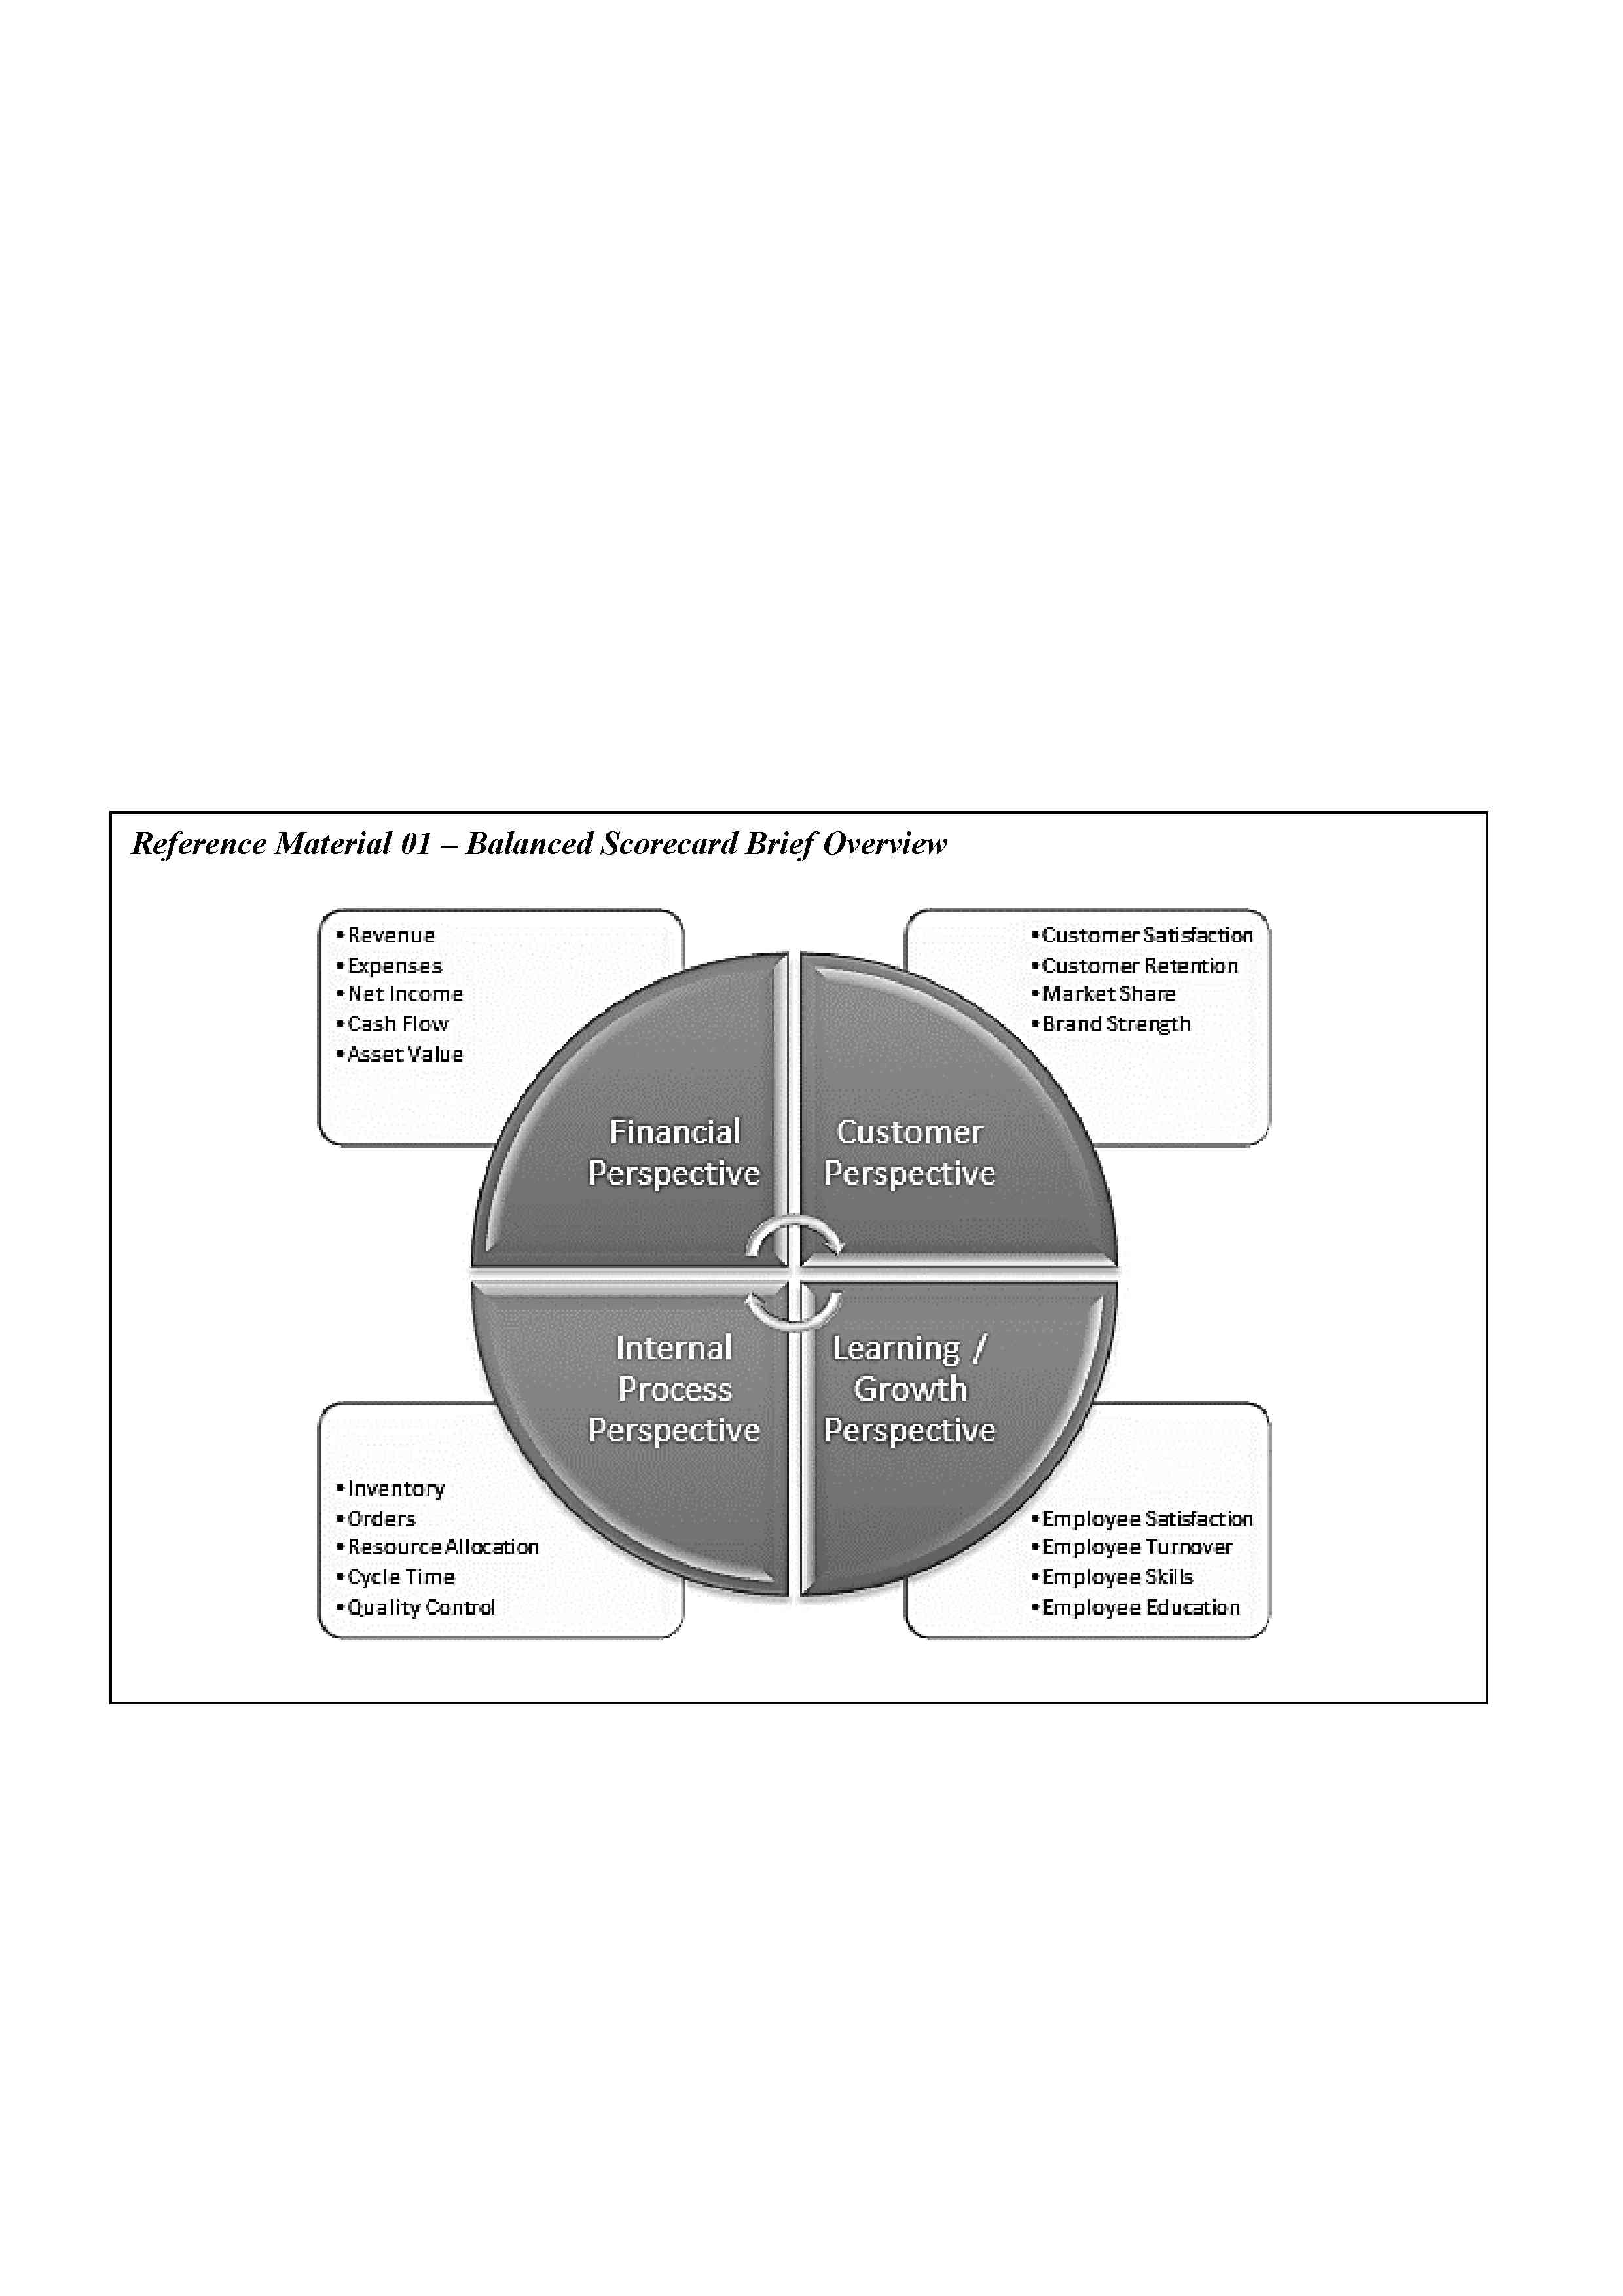 Reference Material 01 – Balanced Scorecard Brief Overview
•Revenue
•Expenses
•Net Income
•Cash Flow
•Asset Value
•Customer Satisfaction
•Customer Retention
•Market Share
•Brand Strength
Financial
Perspective
Customer
Perspective
Internal
Process
Perspective
Learning /
Growth
Perspective
•Inventory
•Orders
•Resource Allocation
•Cycle Time
•Quality Control
•Employee Satisfaction
•Employee Turnover
•Employee Skills
•Employee Education